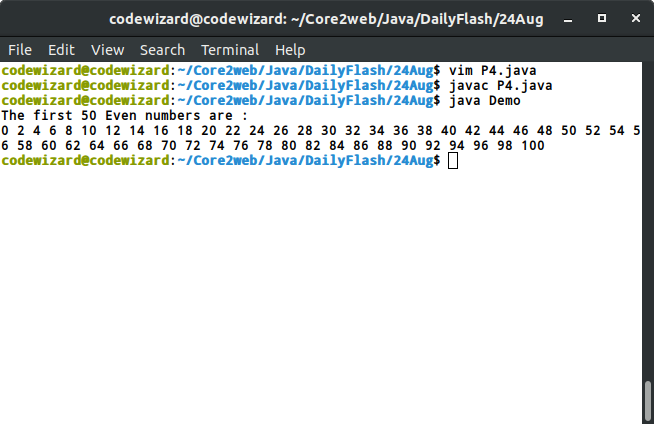 codewizard@codewizard: ~/Core2web/Java/DailyFlash/24Aug
File Edit View Search Terminal Help
codewizard@codewizard:~/Core2web/Java/DailyFlash/24Aug$ vim P4.java
codewizard@codewizard:~/Core2web/Java/DailyFlash/24Aug$ javac P4.java
codewizard@codewizard:~/Core2web/Java/DailyFlash/24Aug$ java Demo
The first 50 Even numbers are :
0 2 4 6 8 10 12 14 16 18 20 22 24 26 28 30 32 34 36 38 40 42 44 46 48 50 52 54 5
6 58 60 62 64 66 68 70 72 74 76 78 80 82 84 86 88 90 92 94 96 98 100
codewizard@codewizard:~/Core2web/Java/DailyFlash/24Aug$